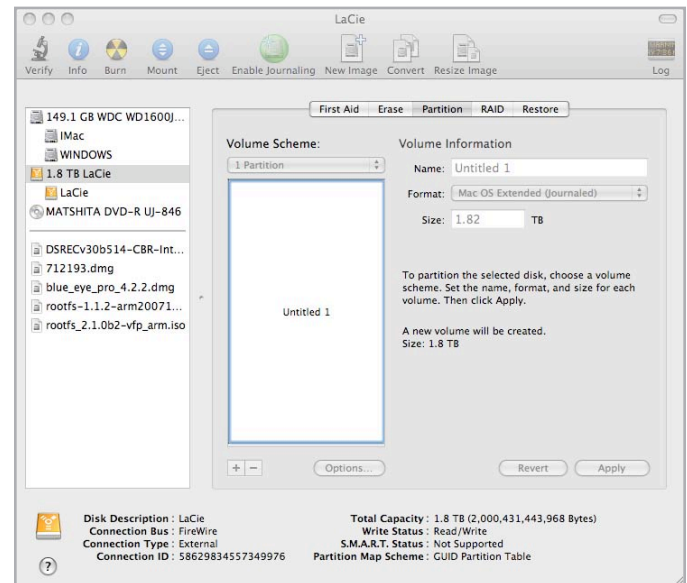 LaCie
Verify Info Burn Mount Eject Enable Journaling New Image Convert Resize Image Log
149.1 GB WDC WD1600J...
IMac
WINDOWS
1.8 TB LaCie
LaCie
MATSHITA DVD-R UJ-846
DSRECv30b514-CBR-Int...
712193.dmg
blue_eye_pro_4.2.2.dmg
rootfs-1.1.2-arm20071...
rootfs_2.1.0b2-vfp_arm.iso
First Aid Erase Partition RAID Restore
Volume Scheme:
1 Partition
Untitled 1
+ − Options...
Volume Information
Name: Untitled 1
Format: Mac OS Extended (Journaled)
Size: 1.82 TB
To partition the selected disk, choose a volume
scheme. Set the name, format, and size for each
volume. Then click Apply.
A new volume will be created.
Size: 1.8 TB
Revert Apply
Disk Description : LaCie
Connection Bus : FireWire
Connection Type : External
Connection ID : 58629834557349976
Total Capacity : 1.8 TB (2,000,431,443,968 Bytes)
Write Status : Read/Write
S.M.A.R.T. Status : Not Supported
Partition Map Scheme : GUID Partition Table
?